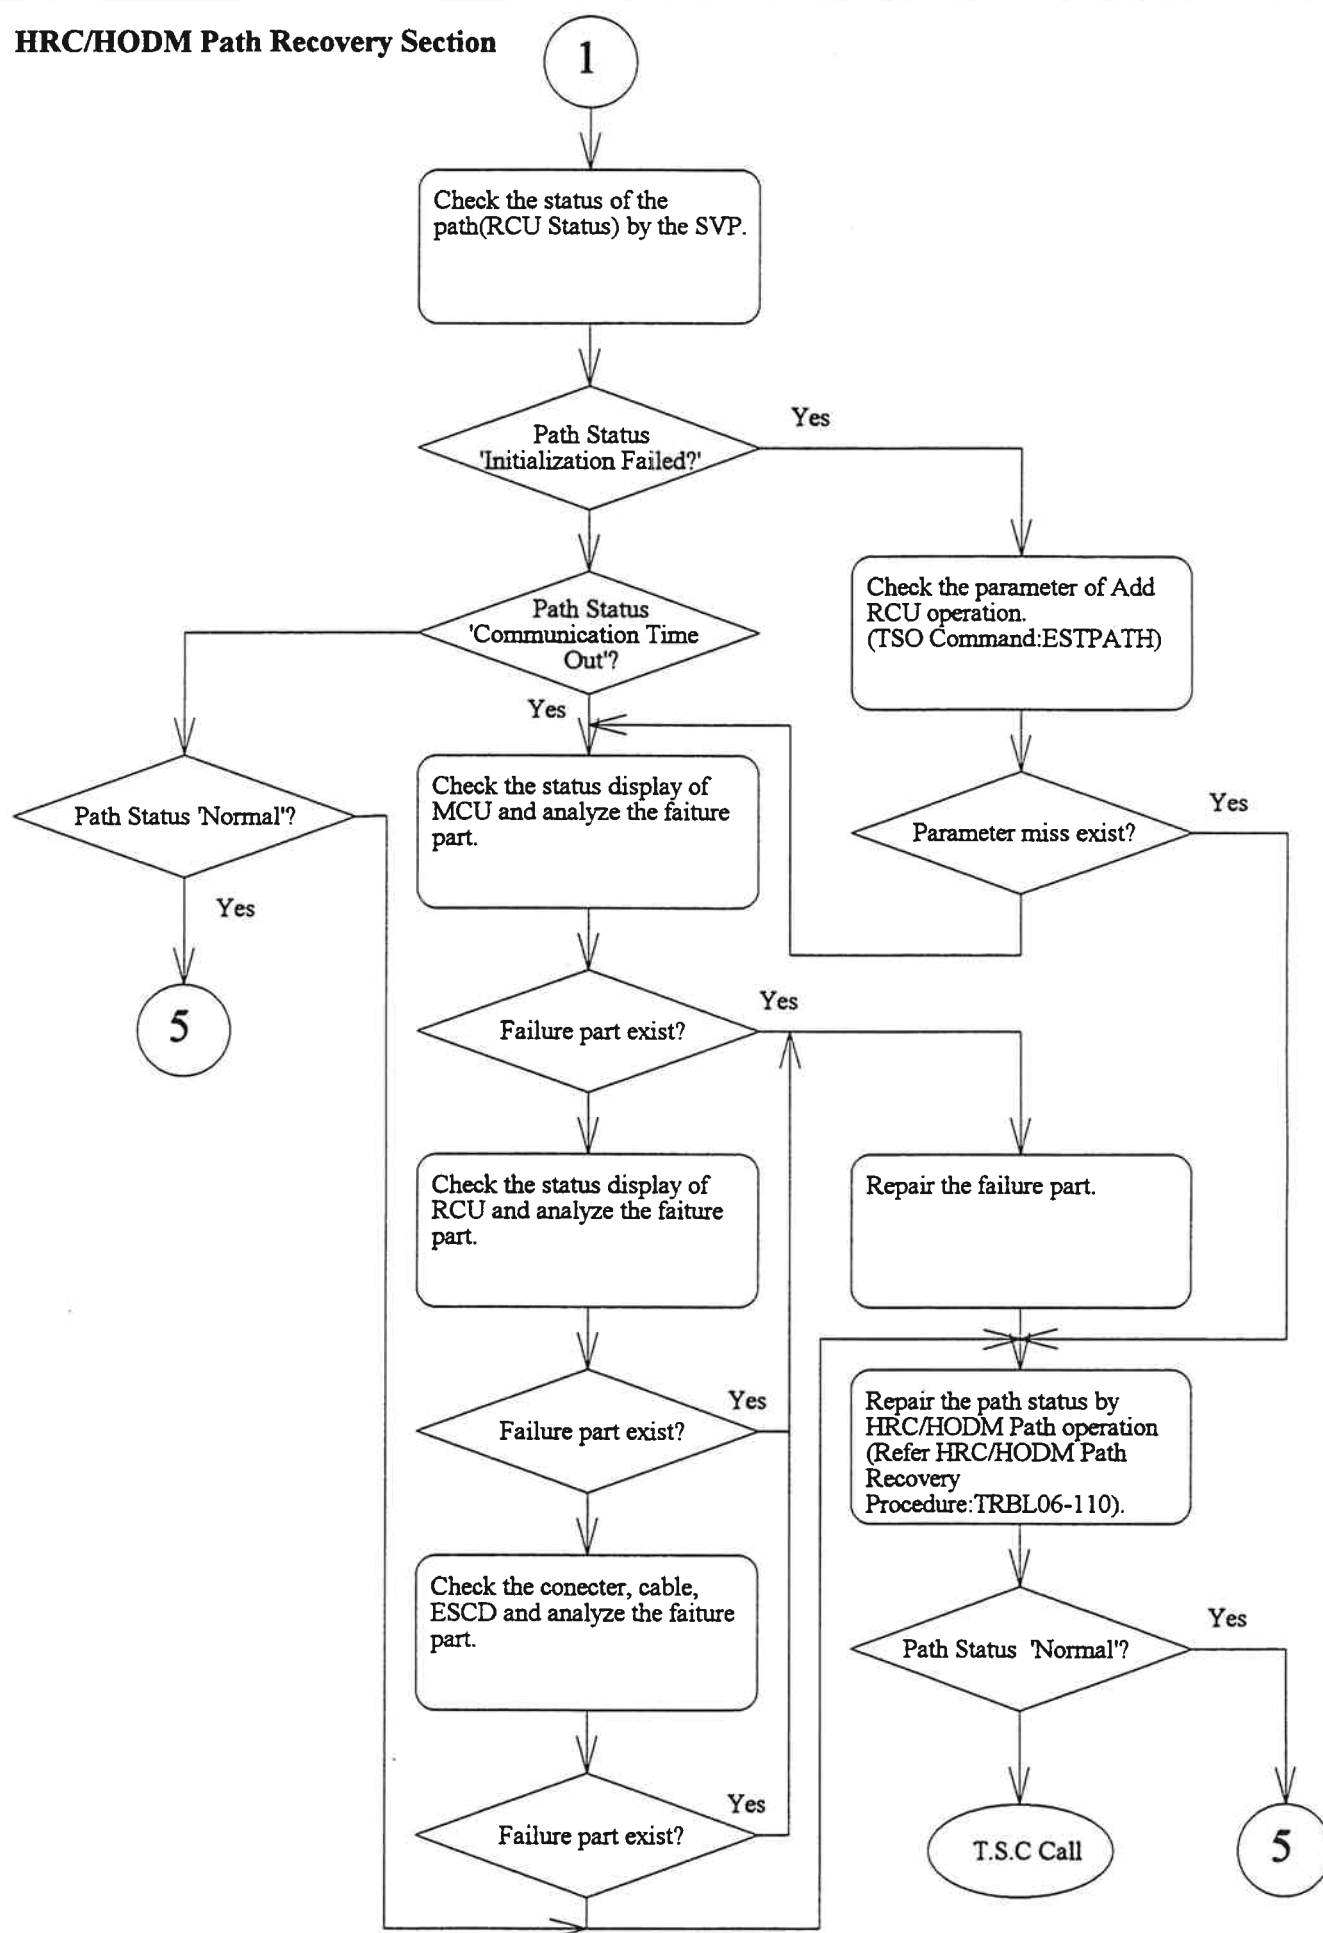 HRC/HODM Path Recovery Section
1
Check the status of the
path(RCU Status) by the SVP.
Yes
Path Status
'Initialization Failed?'
Check the parameter of Add
RCU operation.
(TSO Command:ESTPATH)
Path Status
'Communication Time
Out'?
Yes
Check the status display of
MCU and analyze the faiture
part.
Path Status 'Normal'?
Yes
Parameter miss exist?
Yes
5
Yes
Failure part exist?
Check the status display of
RCU and analyze the faiture
part.
Repair the failure part.
Yes
Failure part exist?
Repair the path status by
HRC/HODM Path operation
(Refer HRC/HODM Path
Recovery
Procedure:TRBL06-110).
Check the conecter, cable,
ESCD and analyze the faiture
part.
Yes
Path Status 'Normal'?
Yes
Failure part exist?
T.S.C Call
5